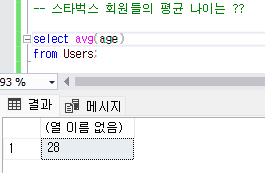 -- 스타벅스 회원들의 평균 나이는 ??
select avg(age)
from Users;
93 %
결과 메시지
(열 이름 없음)
1 28